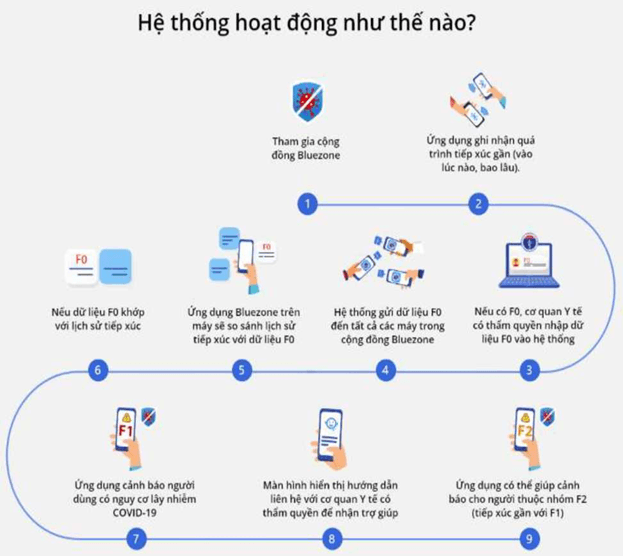 Hệ thống hoạt động như thế nào?
Tham gia cộng
đồng Bluezone
1
Ứng dụng ghi nhận quá
trình tiếp xúc gần (vào
lúc nào, bao lâu).
2
F0
Nếu có F0, cơ quan Y tế
có thẩm quyền nhập dữ
liệu F0 vào hệ thống
3
Hệ thống gửi dữ liệu F0
đến tất cả các máy trong
cộng đồng Bluezone
4
F0
Ứng dụng Bluezone trên
máy sẽ so sánh lịch sử
tiếp xúc với dữ liệu F0
5
F0
Nếu dữ liệu F0 khớp
với lịch sử tiếp xúc
6
F1
Ứng dụng cảnh báo người
dùng có nguy cơ lây nhiễm
COVID-19
7
Màn hình hiển thị hướng dẫn
liên hệ với cơ quan Y tế có
thẩm quyền để nhận trợ giúp
8
F2
Ứng dụng có thể giúp cảnh
báo cho người thuộc nhóm F2
(tiếp xúc gần với F1)
9